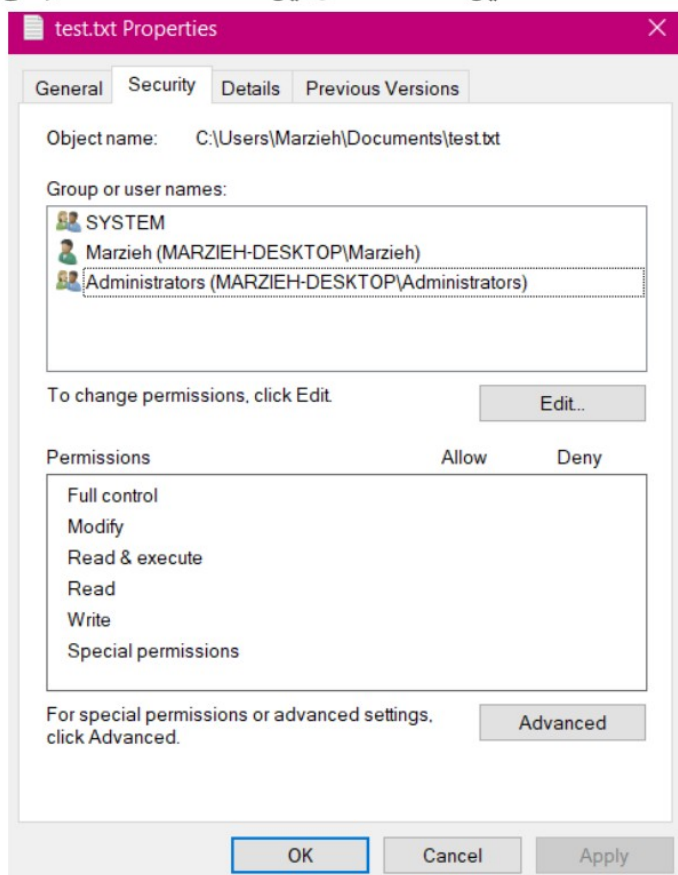 test.txt Properties
General Security Details Previous Versions
Object name: C:\Users\Marzieh\Documents\test.txt
Group or user names:
SYSTEM
Marzieh (MARZIEH-DESKTOP\Marzieh)
Administrators (MARZIEH-DESKTOP\Administrators)
To change permissions, click Edit.
Edit...
Permissions Allow Deny
Full control
Modify
Read & execute
Read
Write
Special permissions
For special permissions or advanced settings,
click Advanced.
Advanced
OK Cancel Apply